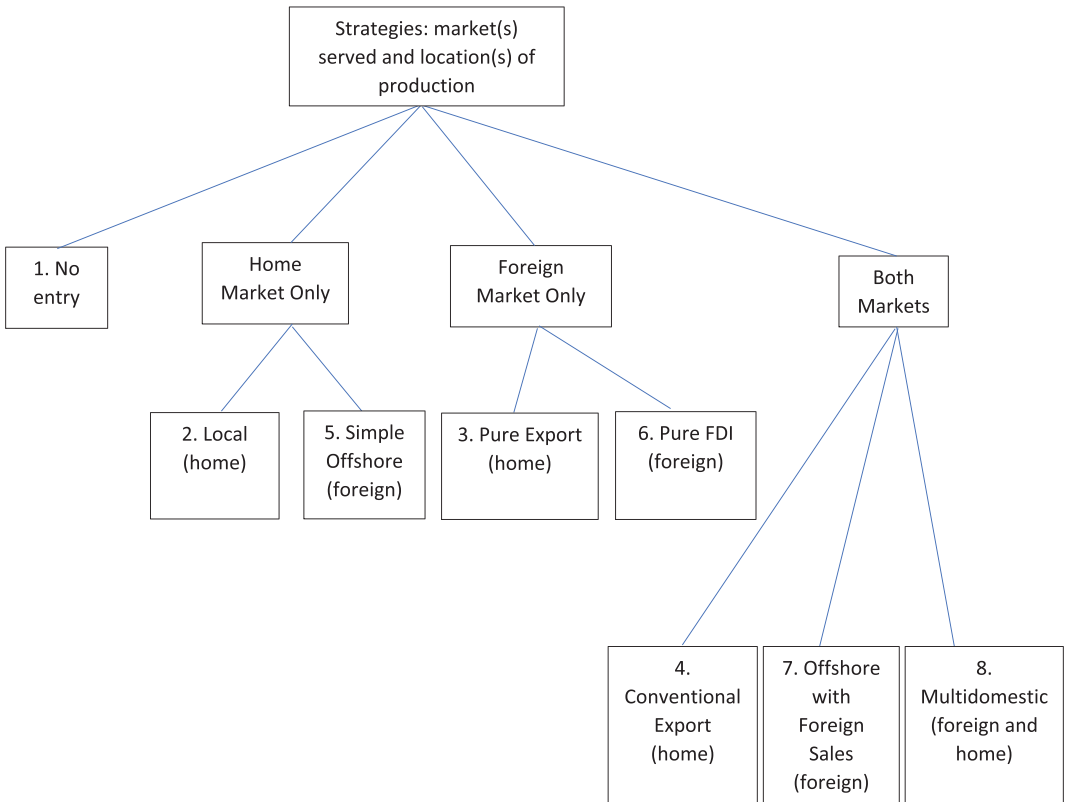 Strategies: market(s)
served and location(s) of
production
1. No
entry
Home
Market Only
Foreign
Market Only
Both
Markets
2. Local
(home)
5. Simple
Offshore
(foreign)
3. Pure Export
(home)
6. Pure FDI
(foreign)
4.
Conventional
Export
(home)
7. Offshore
with
Foreign
Sales
(foreign)
8.
Multidomestic
(foreign and
home)